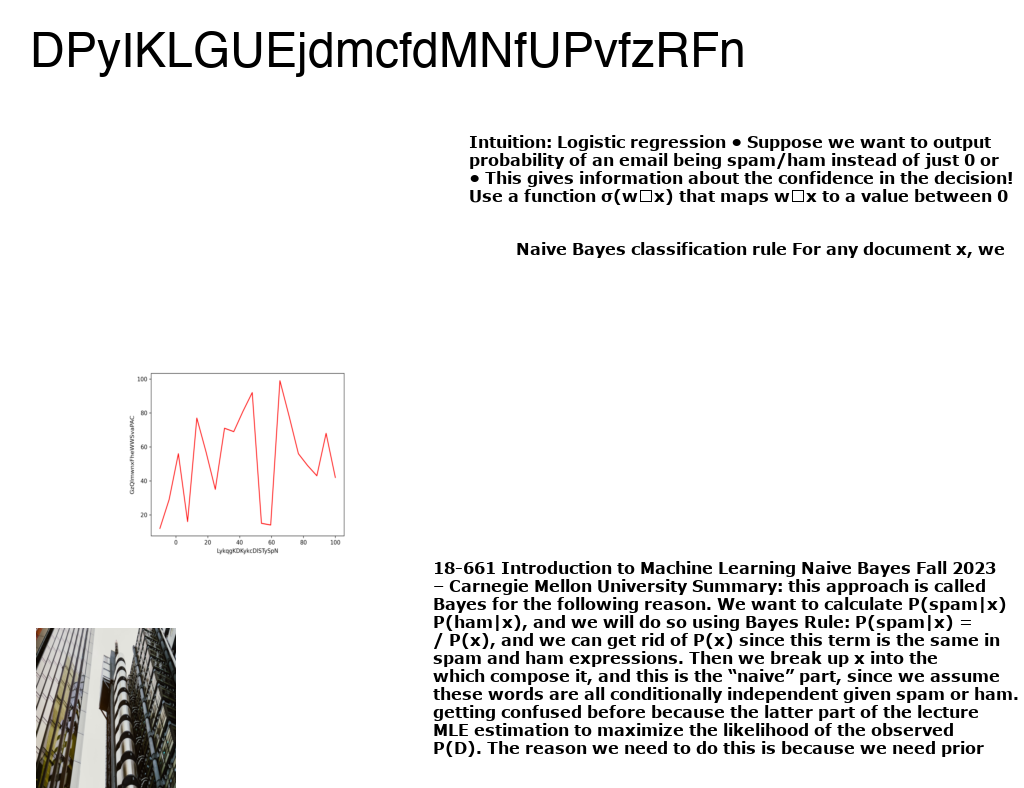 DPyIKLGUEjdmcfdMNfUPvfzRFn
Intuition: Logistic regression • Suppose we want to output
probability of an email being spam/ham instead of just 0 or
• This gives information about the confidence in the decision!
Use a function σ(w□x) that maps w□x to a value between 0
Naive Bayes classification rule For any document x, we
100
80
60
40
20
0 20 40 60 80 100
18-661 Introduction to Machine Learning Naive Bayes Fall 2023
− Carnegie Mellon University Summary: this approach is called
Bayes for the following reason. We want to calculate P(spam|x)
P(ham|x), and we will do so using Bayes Rule: P(spam|x) =
/ P(x), and we can get rid of P(x) since this term is the same in
spam and ham expressions. Then we break up x into the
which compose it, and this is the “naive” part, since we assume
these words are all conditionally independent given spam or ham.
getting confused before because the latter part of the lecture
MLE estimation to maximize the likelihood of the observed
P(D). The reason we need to do this is because we need prior